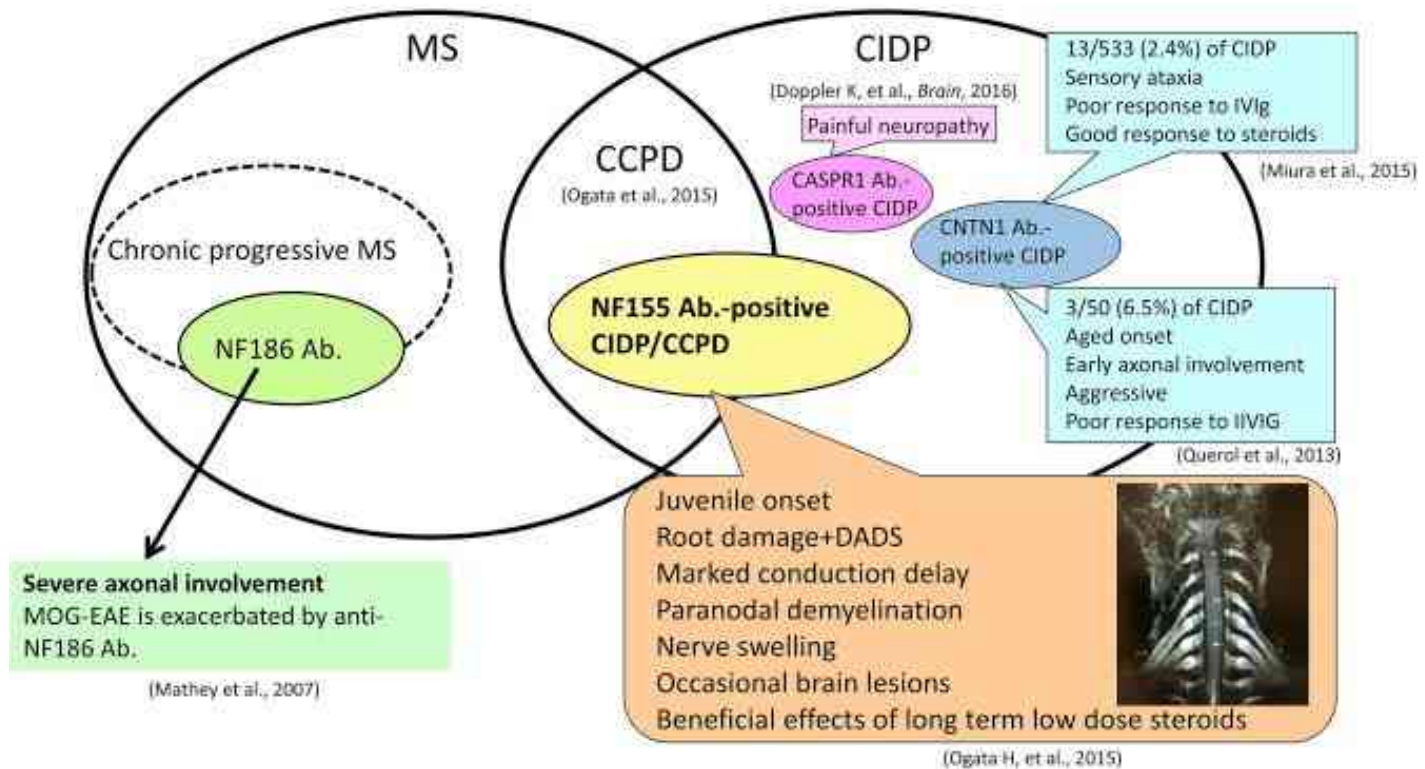 MS
CIDP
(Doppler K, et al., Brain, 2016)
Painful neuropathy
CASPR1 Ab.-
positive CIDP
13/533 (2.4%) of CIDP
Sensory ataxia
Poor response to IVIg
Good response to steroids
(Miura et al., 2015)
CCPD
(Ogata et al., 2015)
CNTN1 Ab.-
positive CIDP
Chronic progressive MS
NF186 Ab.
NF155 Ab.-positive
CIDP/CCPD
3/50 (6.5%) of CIDP
Aged onset
Early axonal involvement
Aggressive
Poor response to IIVIG
(Querol et al., 2013)
Severe axonal involvement
MOG-EAE is exacerbated by anti-
NF186 Ab.
(Mathey et al., 2007)
Juvenile onset
Root damage+DADS
Marked conduction delay
Paranodal demyelination
Nerve swelling
Occasional brain lesions
Beneficial effects of long term low dose steroids
(Ogata H, et al., 2015)